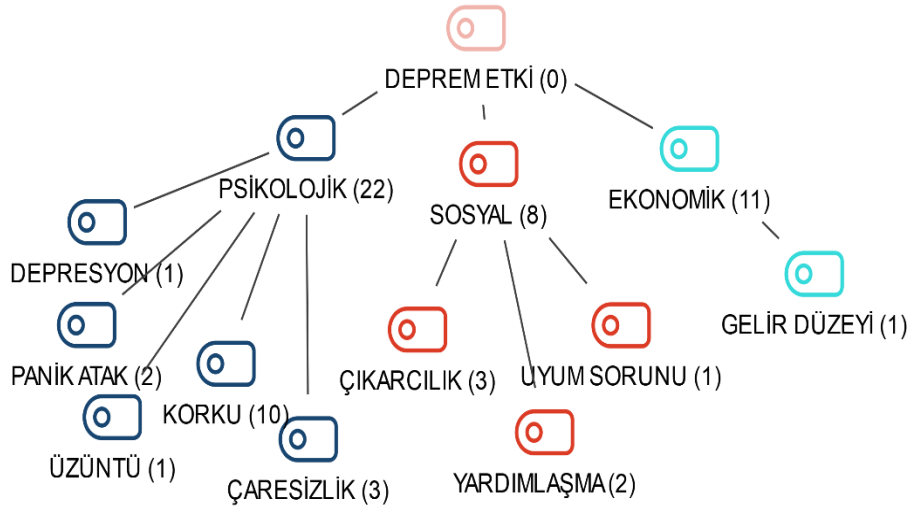 DEPREM ETKİ (0)
PSİKOLOJİK (22)
EKONOMİK (11)
SOSYAL (8)
DEPRESYON (1)
GELİR DÜZEYİ (1)
PANİK ATAK (2)
ÇIKARCILIK (3)
UYUM SORUNU (1)
KORKU (10)
ÜZÜNTÜ (1)
ÇARESİZLİK (3)
YARDIMLAŞMA (2)